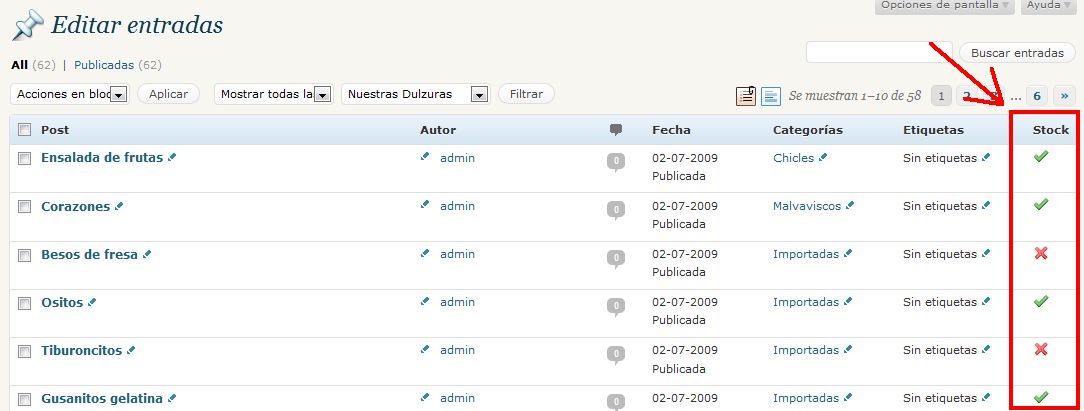 Opciones de pantalla Ayuda
Editar entradas
Buscar entradas
All (62) | Publicadas (62)
Acciones en bloc Aplicar Mostrar todas la Nuestras Dulzuras Filtrar Se muestran 1–10 de 58 1 2 ... 6 »
Post Autor Fecha Categorías Etiquetas Stock
Ensalada de frutas admin 0 02-07-2009 Chicles Sin etiquetas
Publicada
Corazones admin 0 02-07-2009 Malvaviscos Sin etiquetas
Publicada
Besos de fresa admin 0 02-07-2009 Importadas Sin etiquetas
Publicada
Ositos admin 0 02-07-2009 Importadas Sin etiquetas
Publicada
Tiburoncitos admin 0 02-07-2009 Importadas Sin etiquetas
Publicada
Gusanitos gelatina admin 0 02-07-2009 Importadas Sin etiquetas